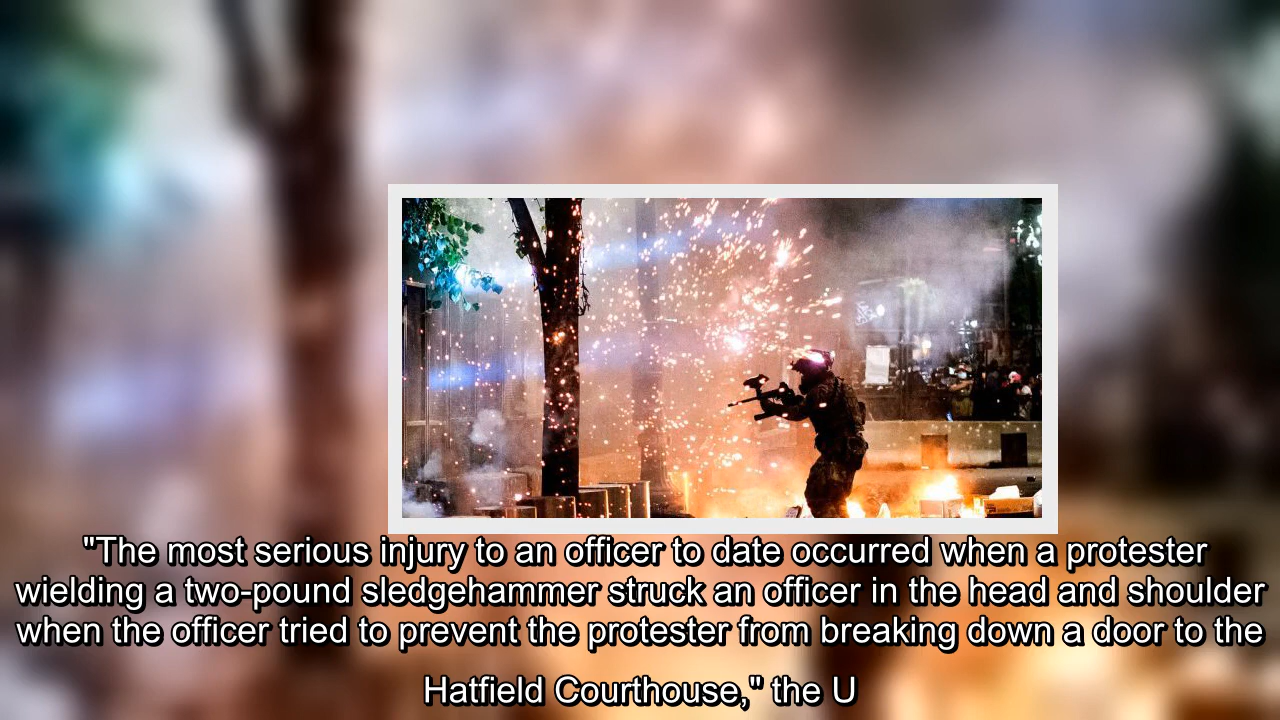 "The most serious injury to an officer to date occurred when a protester
wielding a two-pound sledgehammer struck an officer in the head and shoulder
when the officer tried to prevent the protester from breaking down a door to the
Hatfield Courthouse," the U